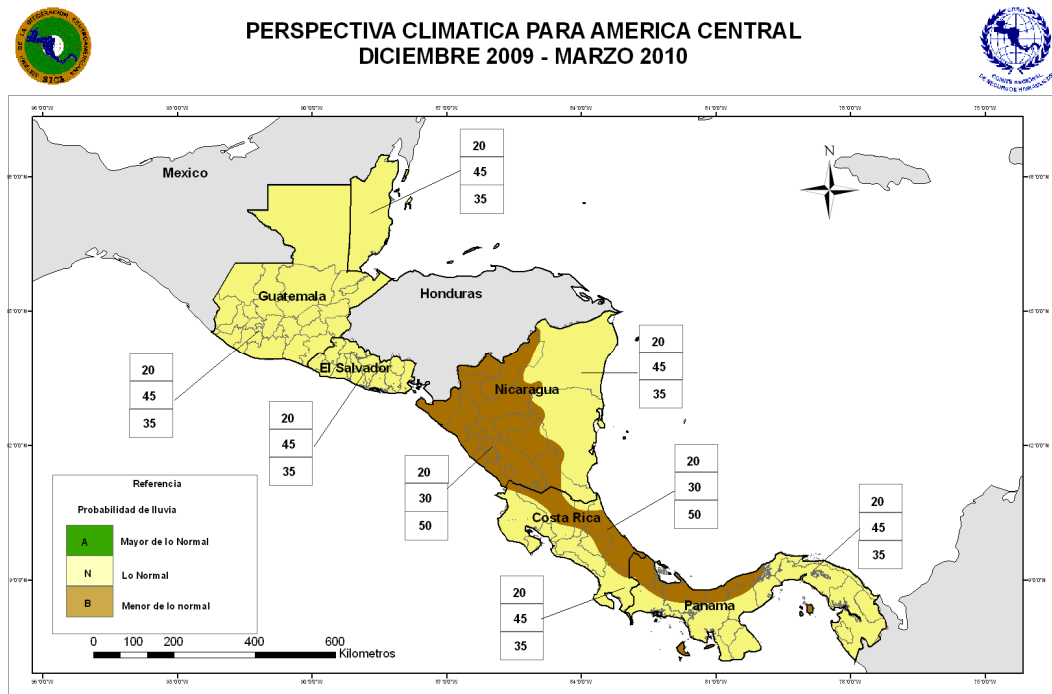 PERSPECTIVA CLIMATICA PARA AMERICA CENTRAL
DICIEMBRE 2009 - MARZO 2010
SICA
Mexico
Guatemala
Honduras
El Salvador
Nicaragua
Costa Rica
Panama
N
20
45
35
20
45
35
20
45
35
20
45
35
20
30
50
20
30
50
20
45
35
20
45
35
Referencia
Probabilidad de lluvia
A Mayor de lo Normal
N Lo Normal
B Menor de lo normal
0 100 200 400 600
Kilometros